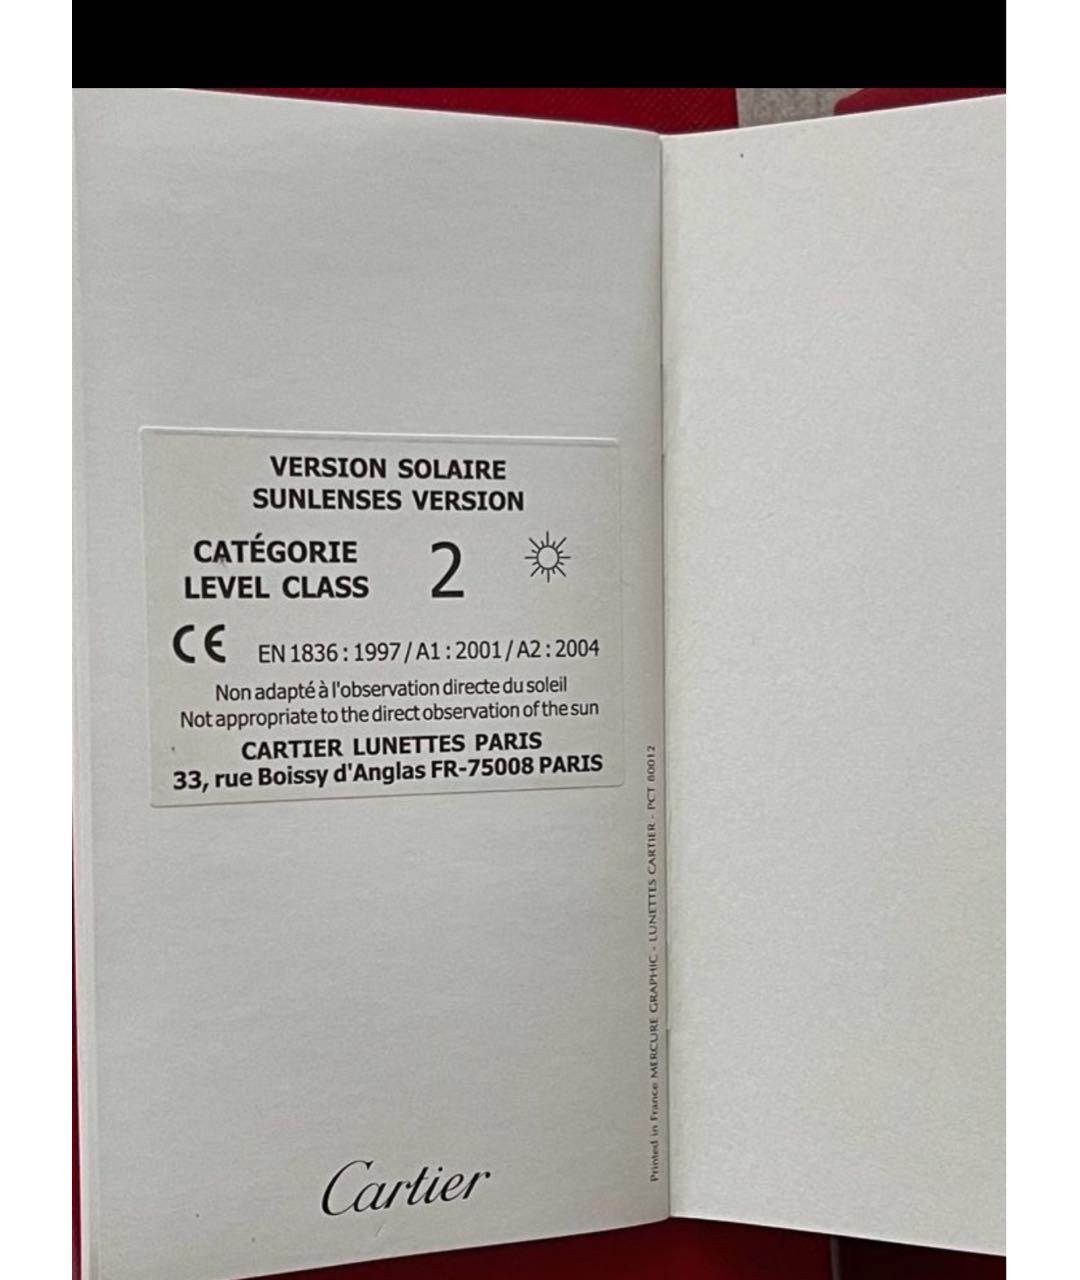 VERSION SOLAIRE
SUNLENSES VERSION
CATÉGORIE
LEVEL CLASS 2
CE EN 1836 : 1997 / A1 : 2001 / A2 : 2004
Non adapté à l'observation directe du soleil
Not appropriate to the direct observation of the sun
CARTIER LUNETTES PARIS
33, rue Boissy d'Anglas FR-75008 PARIS
Printed in France MERCURE GRAPHIC - LUNETTES CARTIER - PCT 80012
Cartier